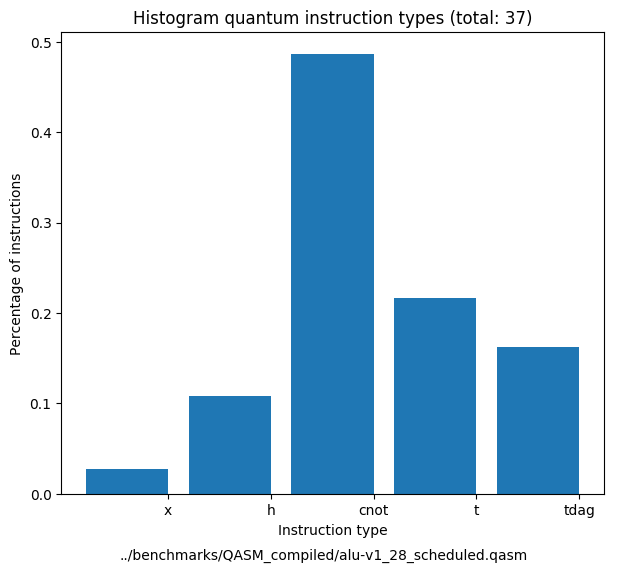 Histogram quantum instruction types (total: 37)
Percentage of instructions
0.5
0.4
0.3
0.2
0.1
0.0
x h cnot t tdag
Instruction type
../benchmarks/QASM_compiled/alu-v1_28_scheduled.qasm